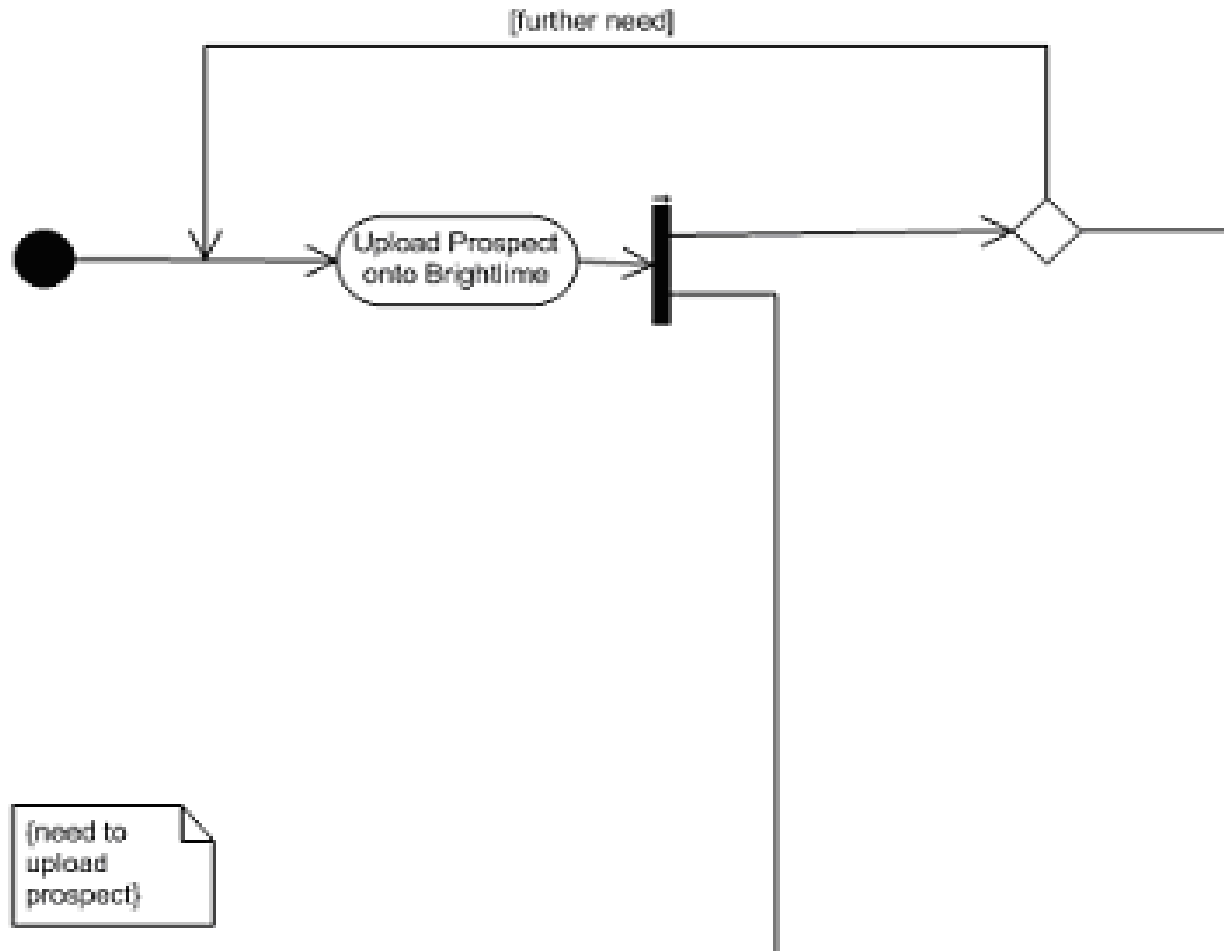 [further need]
Upload Prospect
onto Brightlime
{need to
upload
prospect}